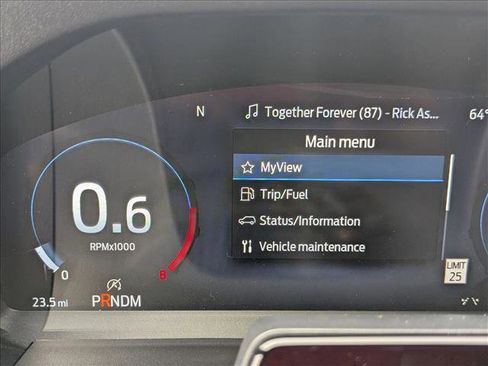 N
Together Forever (87) - Rick As...
64°
Main menu
MyView
Trip/Fuel
Status/Information
Vehicle maintenance
0.6
RPMx1000
0
8
23.5 mi
PRNDM
LIMIT
25